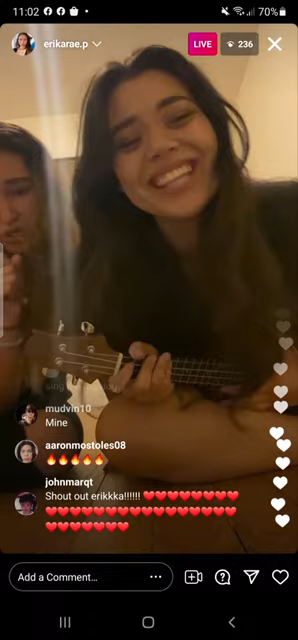 11:02
70%
erikarae.p
LIVE
236
mudvin10
Mine
aaronmostoles08
🔥🔥🔥🔥🔥
johnmarqt
Shout out erikkka!!!!!! ❤️❤️❤️❤️❤️❤️❤️❤️
❤️❤️❤️❤️❤️❤️❤️❤️❤️❤️❤️❤️❤️❤️❤️❤️
❤️❤️❤️❤️❤️❤️❤️
Add a Comment...